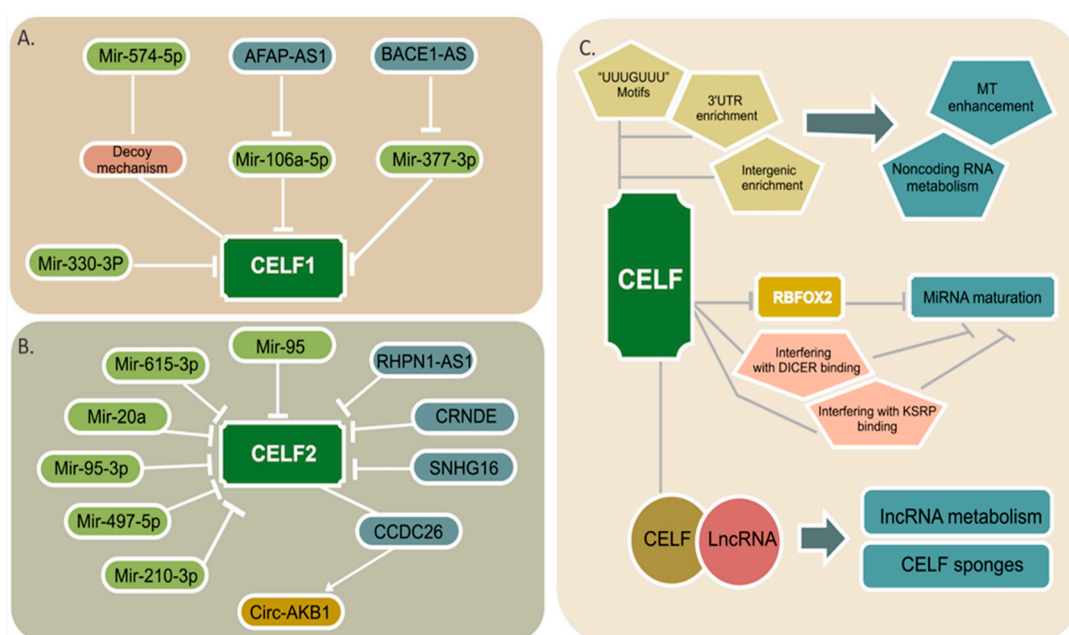 A.
Mir-574-5p
AFAP-AS1
BACE1-AS
Decoy
mechanism
Mir-106a-5p
Mir-377-3p
Mir-330-3P
CELF1
B.
Mir-95
Mir-615-3p
RHPN1-AS1
Mir-20a
CRNDE
CELF2
Mir-95-3p
SNHG16
Mir-497-5p
CCDC26
Mir-210-3p
Circ-AKB1
C.
"UUUGUUU"
Motifs
3'UTR
enrichment
Intergenic
enrichment
MT
enhancement
Noncoding RNA
metabolism
CELF
RBFOX2
MiRNA maturation
Interfering
with DICER binding
Interfering with KSRP
binding
CELF
LncRNA
lncRNA metabolism
CELF sponges